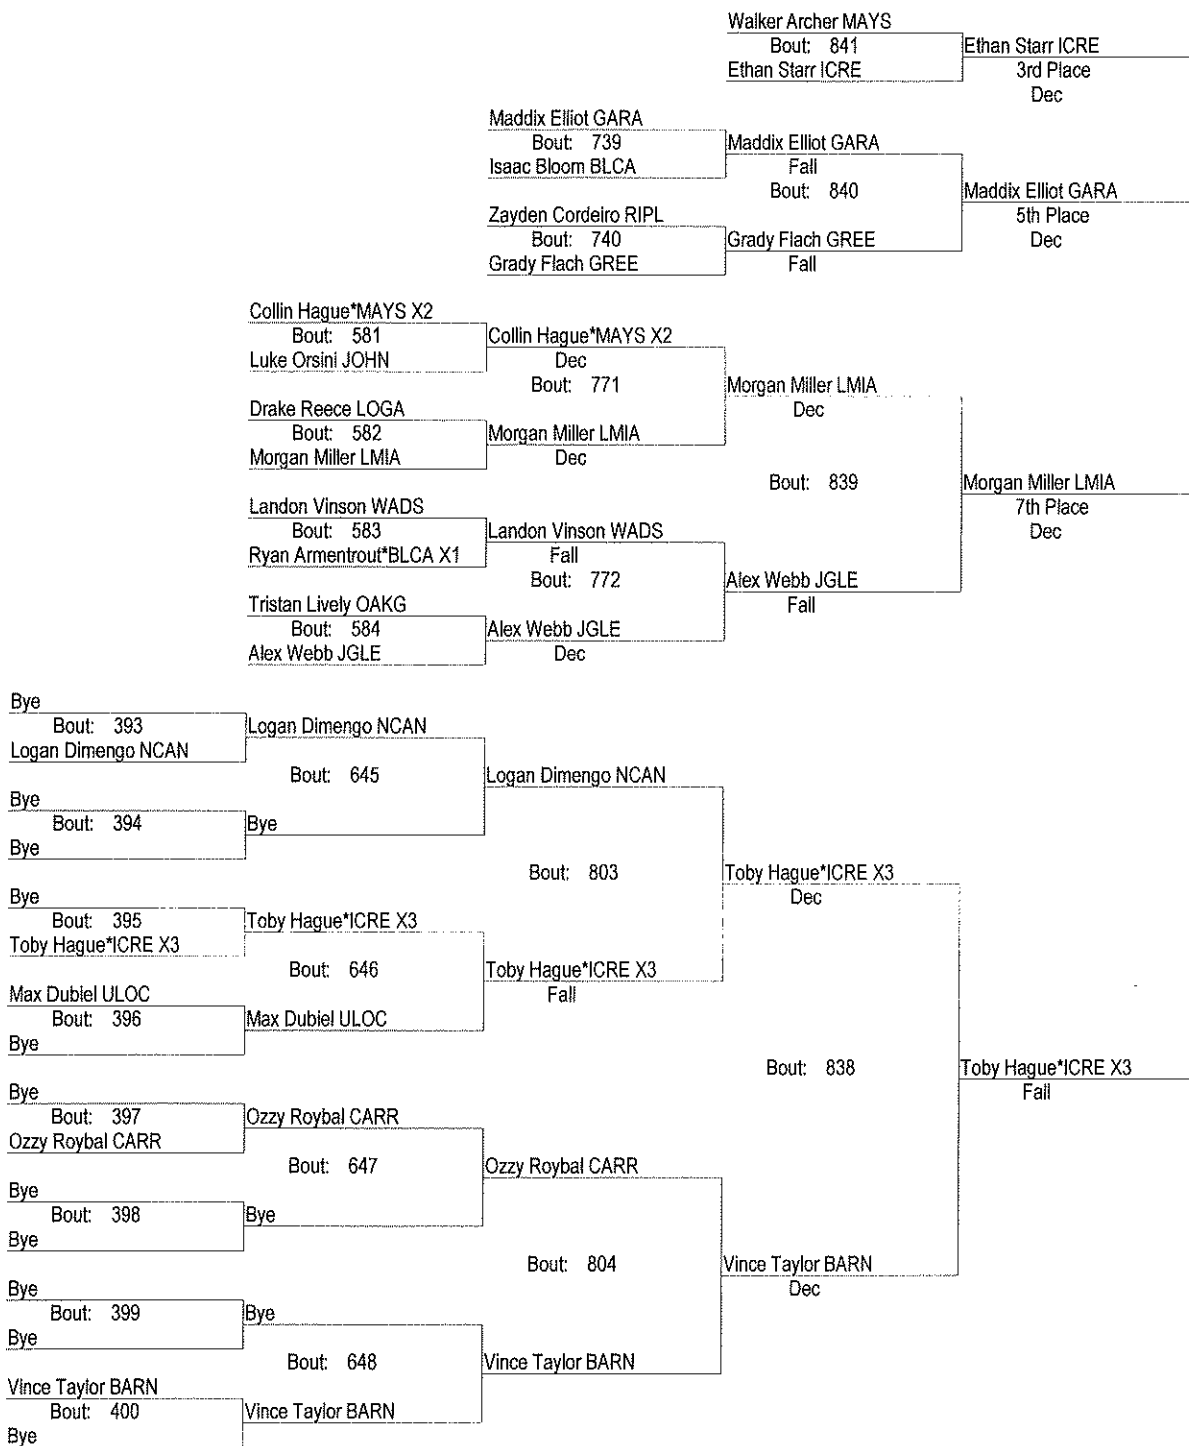 Walker Archer MAYS
Bout: 841
Ethan Starr ICRE
Ethan Starr ICRE
3rd Place
Dec
Maddix Elliot GARA
Bout: 739
Isaac Bloom BLCA
Maddix Elliot GARA
Fall
Bout: 840
Maddix Elliot GARA
5th Place
Dec
Zayden Cordeiro RIPL
Bout: 740
Grady Flach GREE
Grady Flach GREE
Fall
Collin Hague*MAYS X2
Bout: 581
Luke Orsini JOHN
Collin Hague*MAYS X2
Dec
Bout: 771
Morgan Miller LMIA
Dec
Drake Reece LOGA
Bout: 582
Morgan Miller LMIA
Morgan Miller LMIA
Dec
Bout: 839
Morgan Miller LMIA
7th Place
Dec
Landon Vinson WADS
Bout: 583
Ryan Armentrout*BLCA X1
Landon Vinson WADS
Fall
Bout: 772
Alex Webb JGLE
Fall
Tristan Lively OAKG
Bout: 584
Alex Webb JGLE
Alex Webb JGLE
Dec
Bye
Bout: 393
Logan Dimengo NCAN
Logan Dimengo NCAN
Bout: 645
Logan Dimengo NCAN
Bye
Bout: 394
Bye
Bye
Bout: 803
Toby Hague*ICRE X3
Dec
Bye
Bout: 395
Toby Hague*ICRE X3
Toby Hague*ICRE X3
Bout: 646
Toby Hague*ICRE X3
Fall
Max Dubiel ULOC
Bout: 396
Bye
Max Dubiel ULOC
Bout: 838
Toby Hague*ICRE X3
Fall
Bye
Bout: 397
Ozzy Roybal CARR
Ozzy Roybal CARR
Bout: 647
Ozzy Roybal CARR
Bye
Bout: 398
Bye
Bye
Bout: 804
Vince Taylor BARN
Dec
Bye
Bout: 399
Bye
Bye
Bout: 648
Vince Taylor BARN
Vince Taylor BARN
Bout: 400
Bye
Vince Taylor BARN